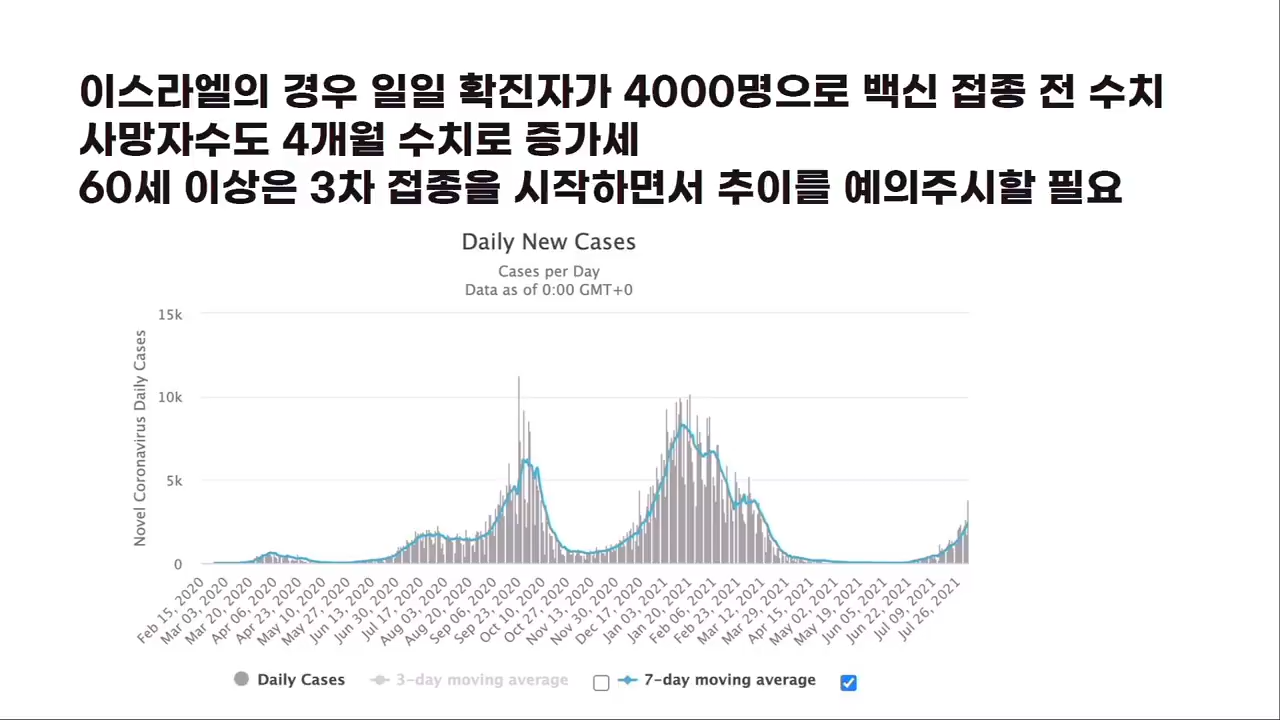 이스라엘의 경우 일일 확진자가 4000명으로 백신 접종 전 수치
사망자수도 4개월 수치로 증가세
60세 이상은 3차 접종을 시작하면서 추이를 예의주시할 필요
Daily New Cases
Cases per Day
Data as of 0:00 GMT+0
Novel Coronavirus Daily Cases
15k
10k
5k
0
Feb 15, 2020
Mar 03, 2020
Mar 20, 2020
Apr 06, 2020
Apr 23, 2020
May 10, 2020
May 27, 2020
Jun 13, 2020
Jun 30, 2020
Jul 17, 2020
Aug 03, 2020
Aug 20, 2020
Sep 06, 2020
Sep 23, 2020
Oct 10, 2020
Oct 27, 2020
Nov 13, 2020
Nov 30, 2020
Dec 17, 2020
Jan 03, 2021
Jan 20, 2021
Feb 06, 2021
Feb 23, 2021
Mar 12, 2021
Mar 29, 2021
Apr 15, 2021
May 02, 2021
May 19, 2021
Jun 05, 2021
Jun 22, 2021
Jul 09, 2021
Jul 26, 2021
Daily Cases
3-day moving average
7-day moving average